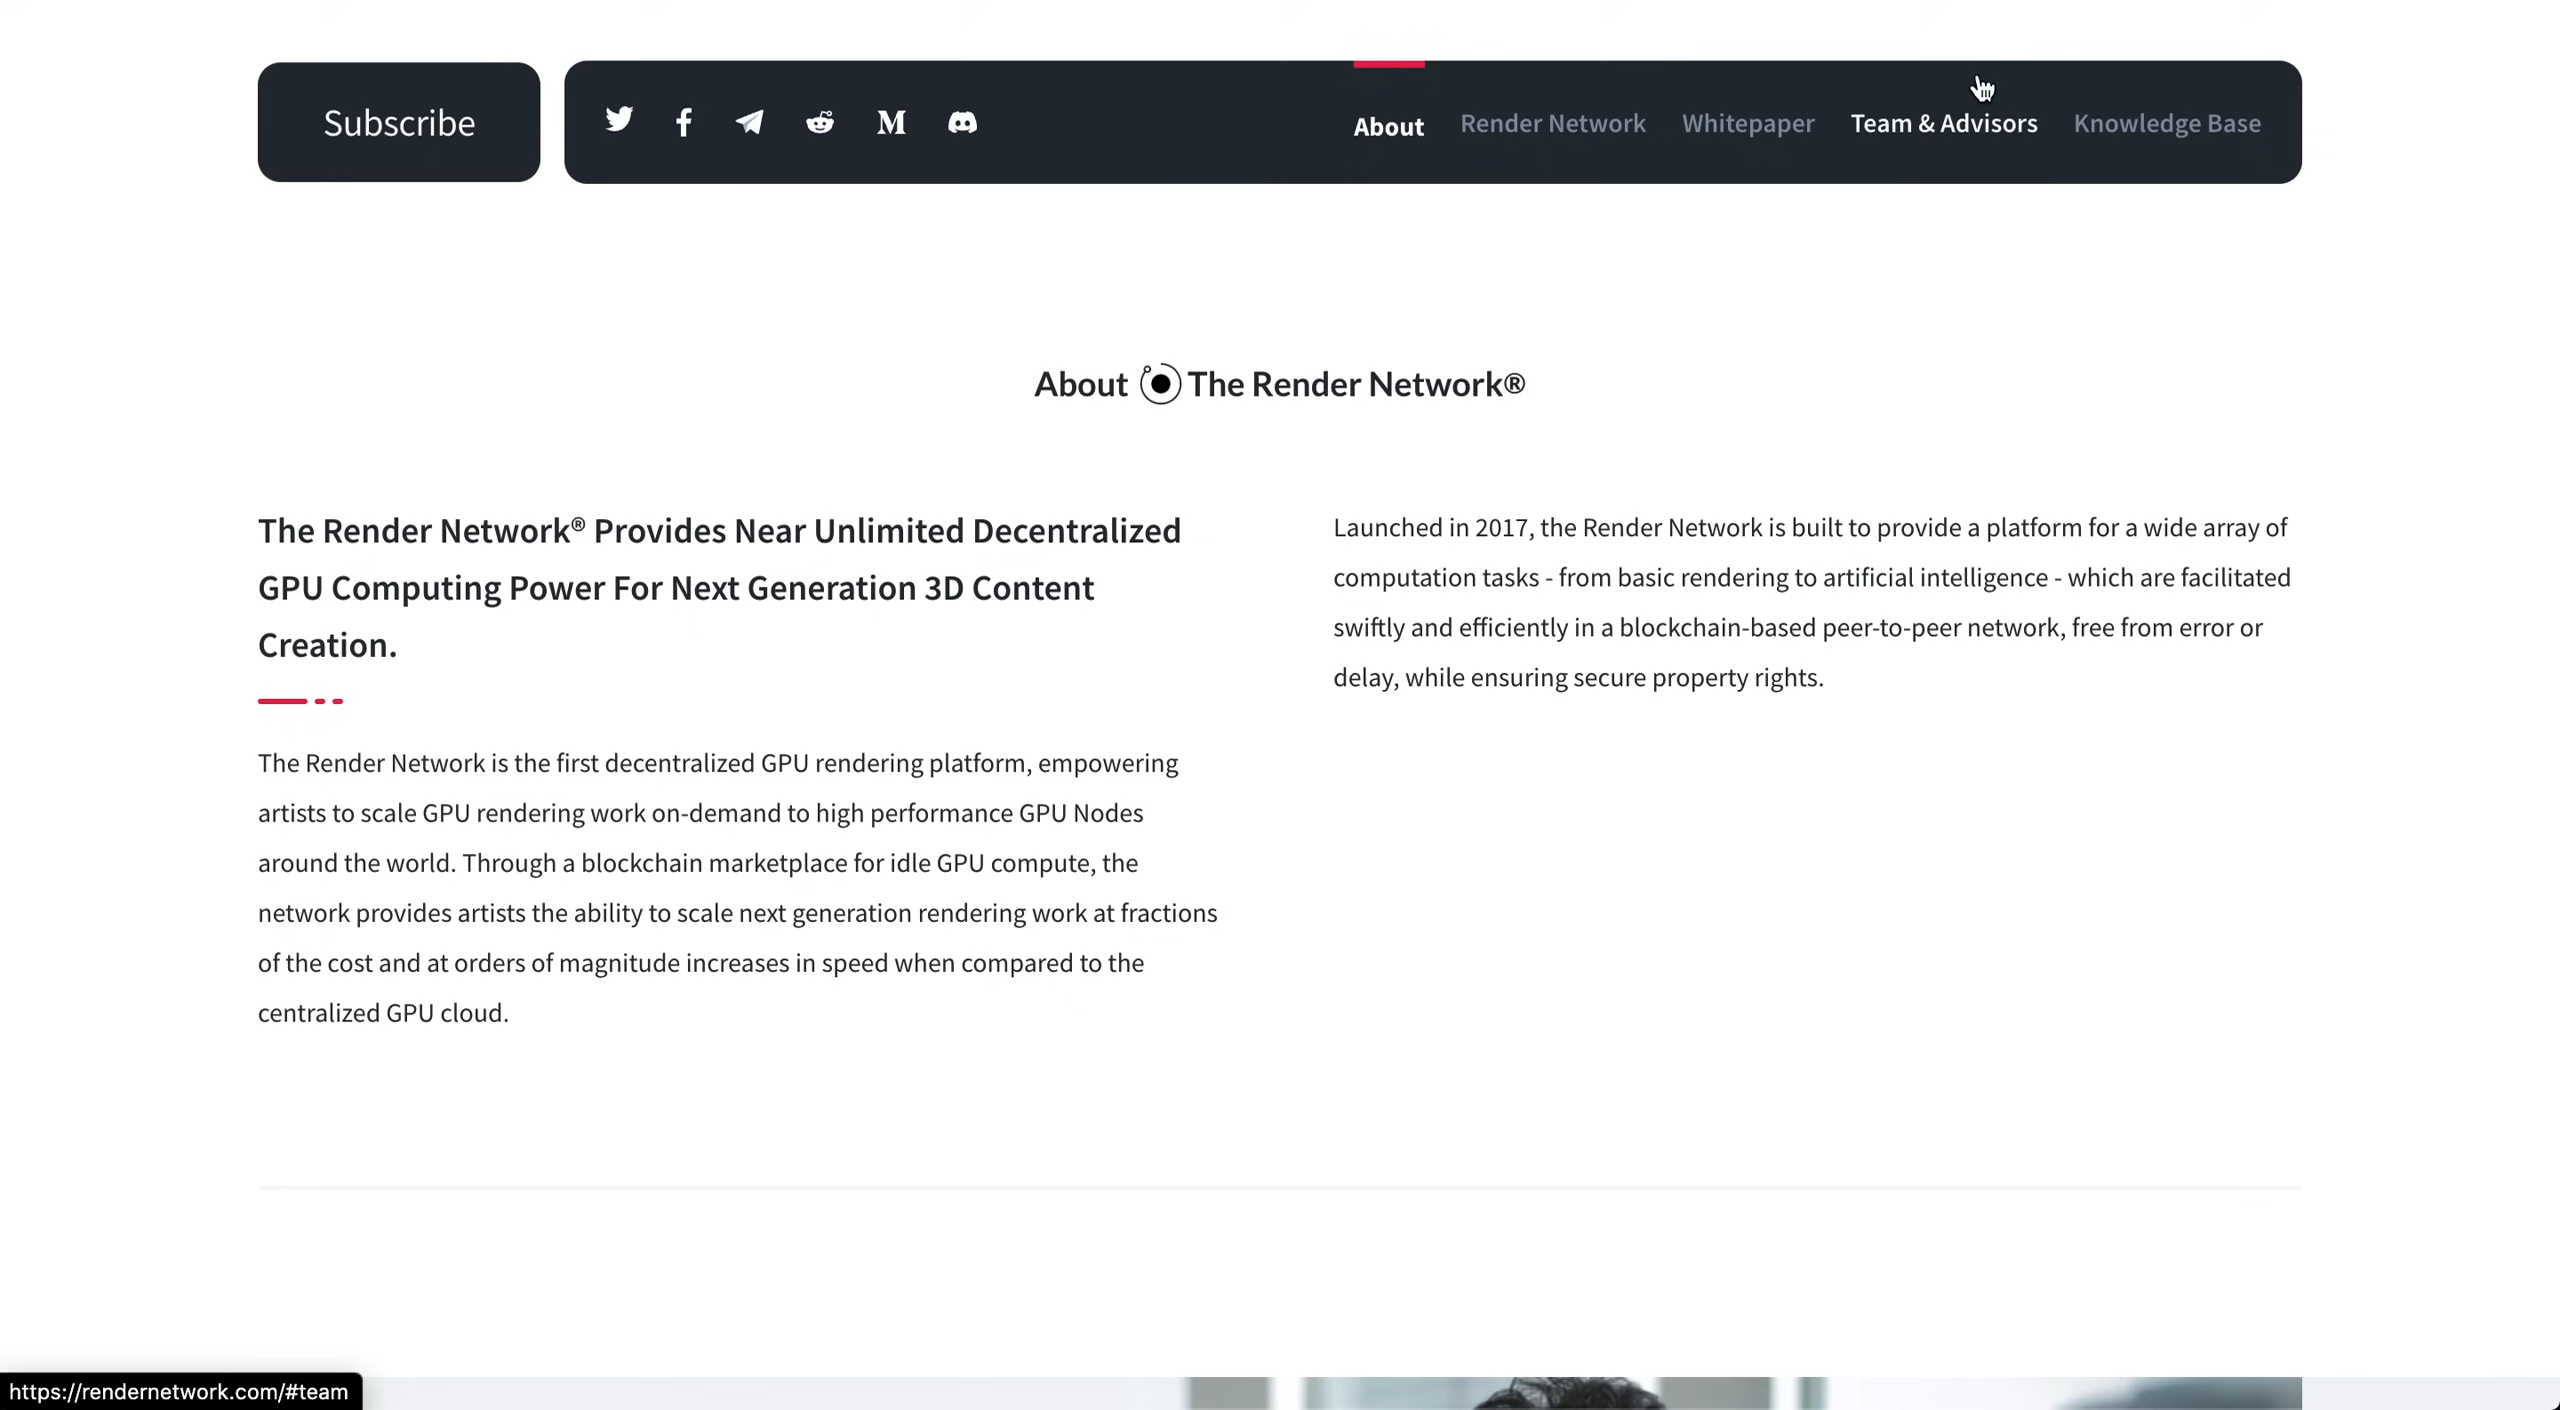 Subscribe
M
About Render Network Whitepaper Team & Advisors Knowledge Base
About The Render Network®
The Render Network® Provides Near Unlimited Decentralized
GPU Computing Power For Next Generation 3D Content
Creation.
The Render Network is the first decentralized GPU rendering platform, empowering
artists to scale GPU rendering work on-demand to high performance GPU Nodes
around the world. Through a blockchain marketplace for idle GPU compute, the
network provides artists the ability to scale next generation rendering work at fractions
of the cost and at orders of magnitude increases in speed when compared to the
centralized GPU cloud.
Launched in 2017, the Render Network is built to provide a platform for a wide array of
computation tasks - from basic rendering to artificial intelligence - which are facilitated
swiftly and efficiently in a blockchain-based peer-to-peer network, free from error or
delay, while ensuring secure property rights.
https://rendernetwork.com/#team